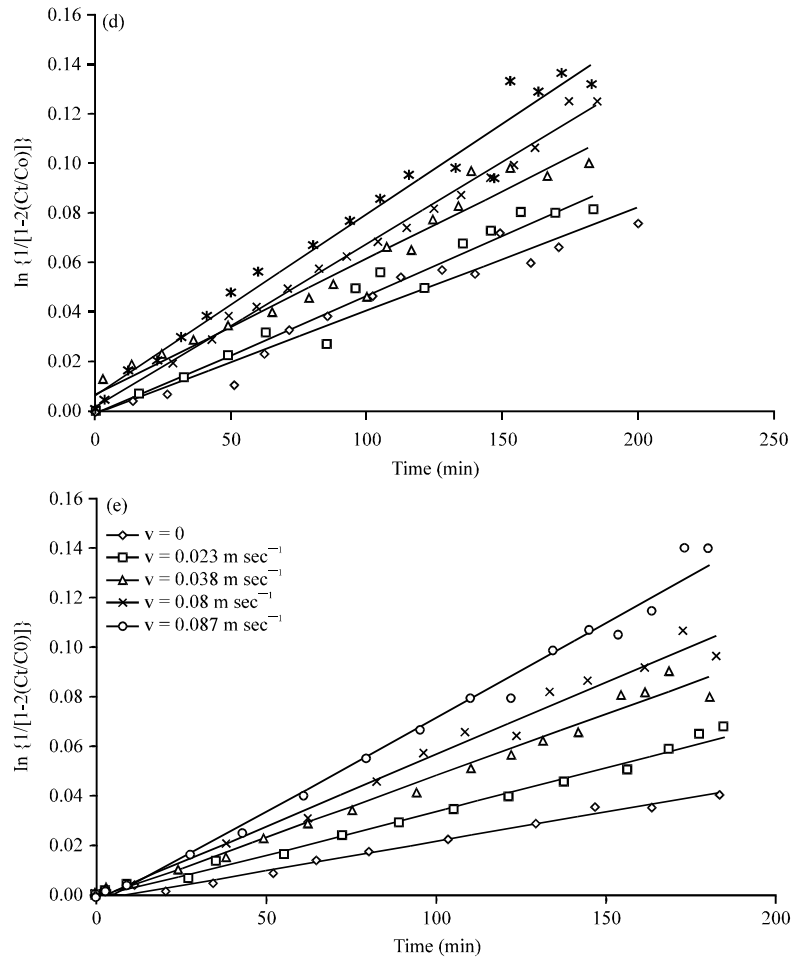 (d)
0.16
0.14
0.12
0.10
0.08
0.06
0.04
0.02
0.00
ln {1/[1-2(Ct/Co)]}
0 50 100 150 200 250
Time (min)
(e)
0.16
0.14
0.12
0.10
0.08
0.06
0.04
0.02
0.00
ln {1/[1-2(Ct/C0)]}
v = 0
v = 0.023 m sec⁻¹
v = 0.038 m sec⁻¹
v = 0.08 m sec⁻¹
v = 0.087 m sec⁻¹
0 50 100 150 200
Time (min)